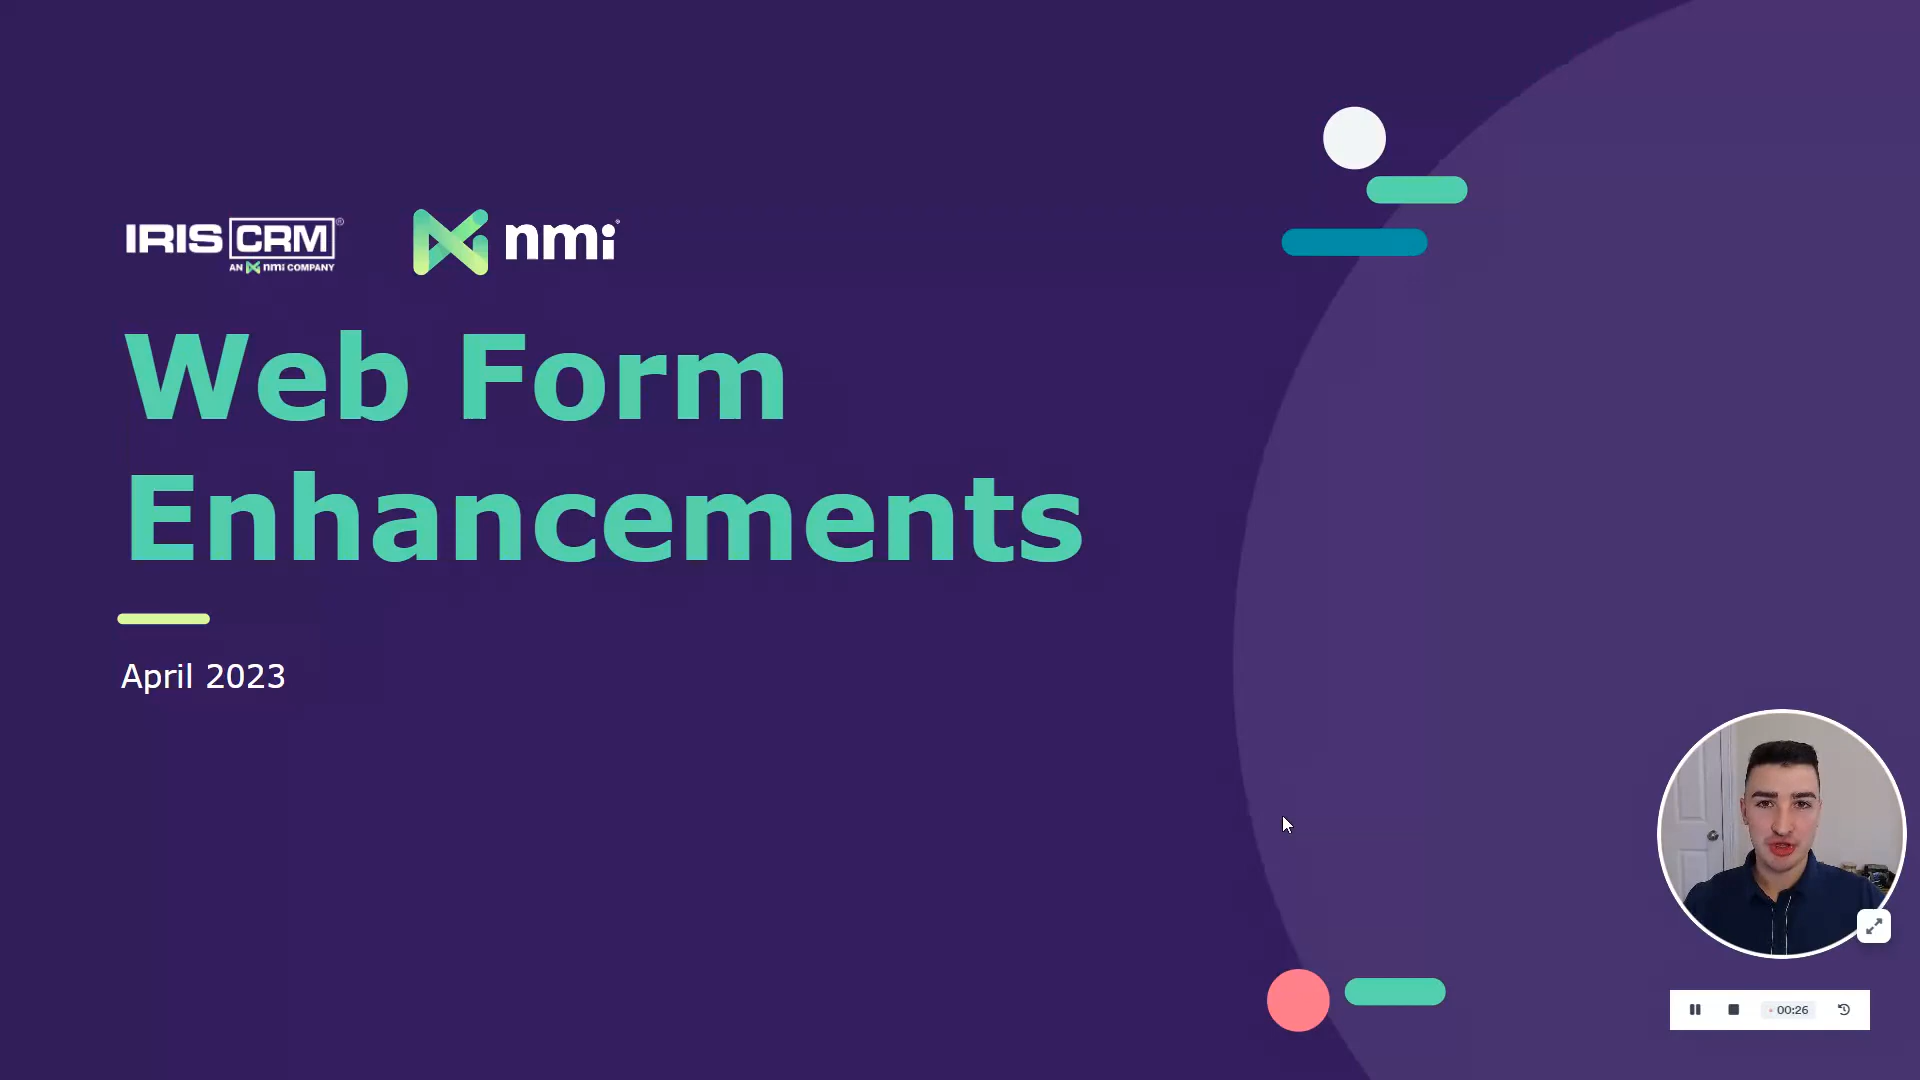 IRIS CRM®
AN nmi COMPANY
nmi®
Web Form
Enhancements
April 2023
00:26